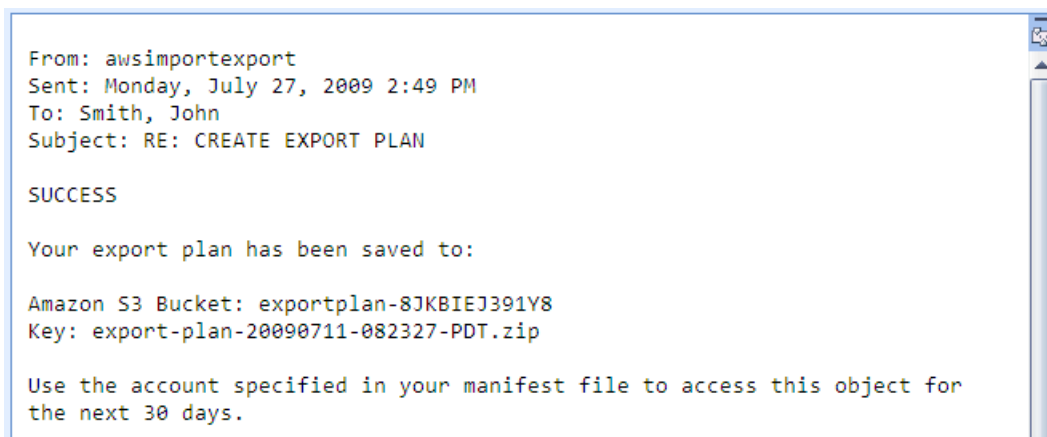 From: awsimportexport
Sent: Monday, July 27, 2009 2:49 PM
To: Smith, John
Subject: RE: CREATE EXPORT PLAN
SUCCESS
Your export plan has been saved to:
Amazon S3 Bucket: exportplan-8JKBIEJ391Y8
Key: export-plan-20090711-082327-PDT.zip
Use the account specified in your manifest file to access this object for
the next 30 days.